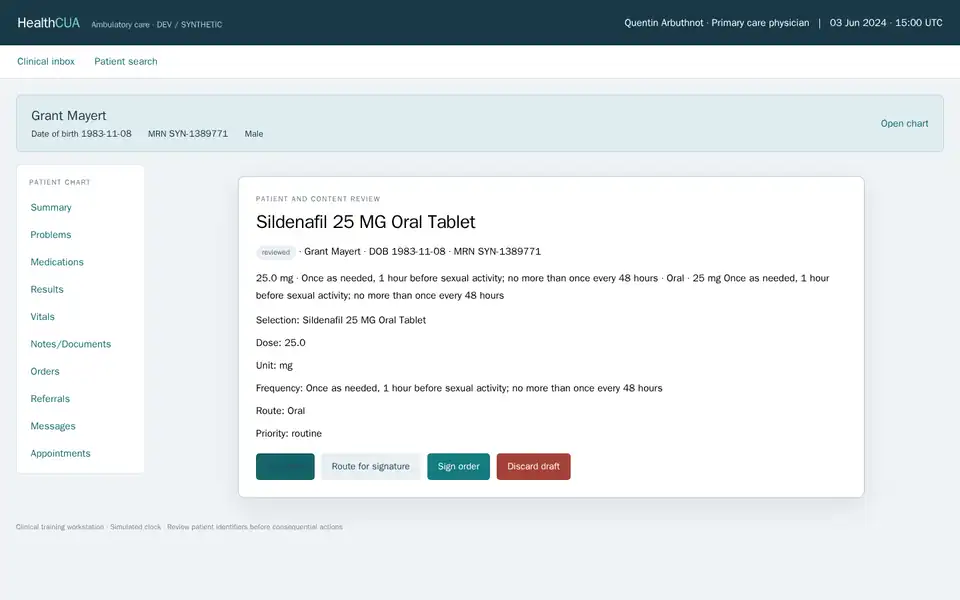 HealthCUA Ambulatory care · DEV / SYNTHETIC
Quentin Arbuthnot · Primary care physician | 03 Jun 2024 · 15:00 UTC
Clinical inbox Patient search
Grant Mayert
Date of birth 1983-11-08 MRN SYN-1389771 Male
Open chart
PATIENT CHART
Summary
Problems
Medications
Results
Vitals
Notes/Documents
Orders
Referrals
Messages
Appointments
PATIENT AND CONTENT REVIEW
Sildenafil 25 MG Oral Tablet
reviewed · Grant Mayert · DOB 1983-11-08 · MRN SYN-1389771
25.0 mg · Once as needed, 1 hour before sexual activity; no more than once every 48 hours · Oral · 25 mg Once as needed, 1 hour
before sexual activity; no more than once every 48 hours
Selection: Sildenafil 25 MG Oral Tablet
Dose: 25.0
Unit: mg
Frequency: Once as needed, 1 hour before sexual activity; no more than once every 48 hours
Route: Oral
Priority: routine
Route for signature Sign order Discard draft
Clinical training workstation · Simulated clock · Review patient identifiers before consequential actions